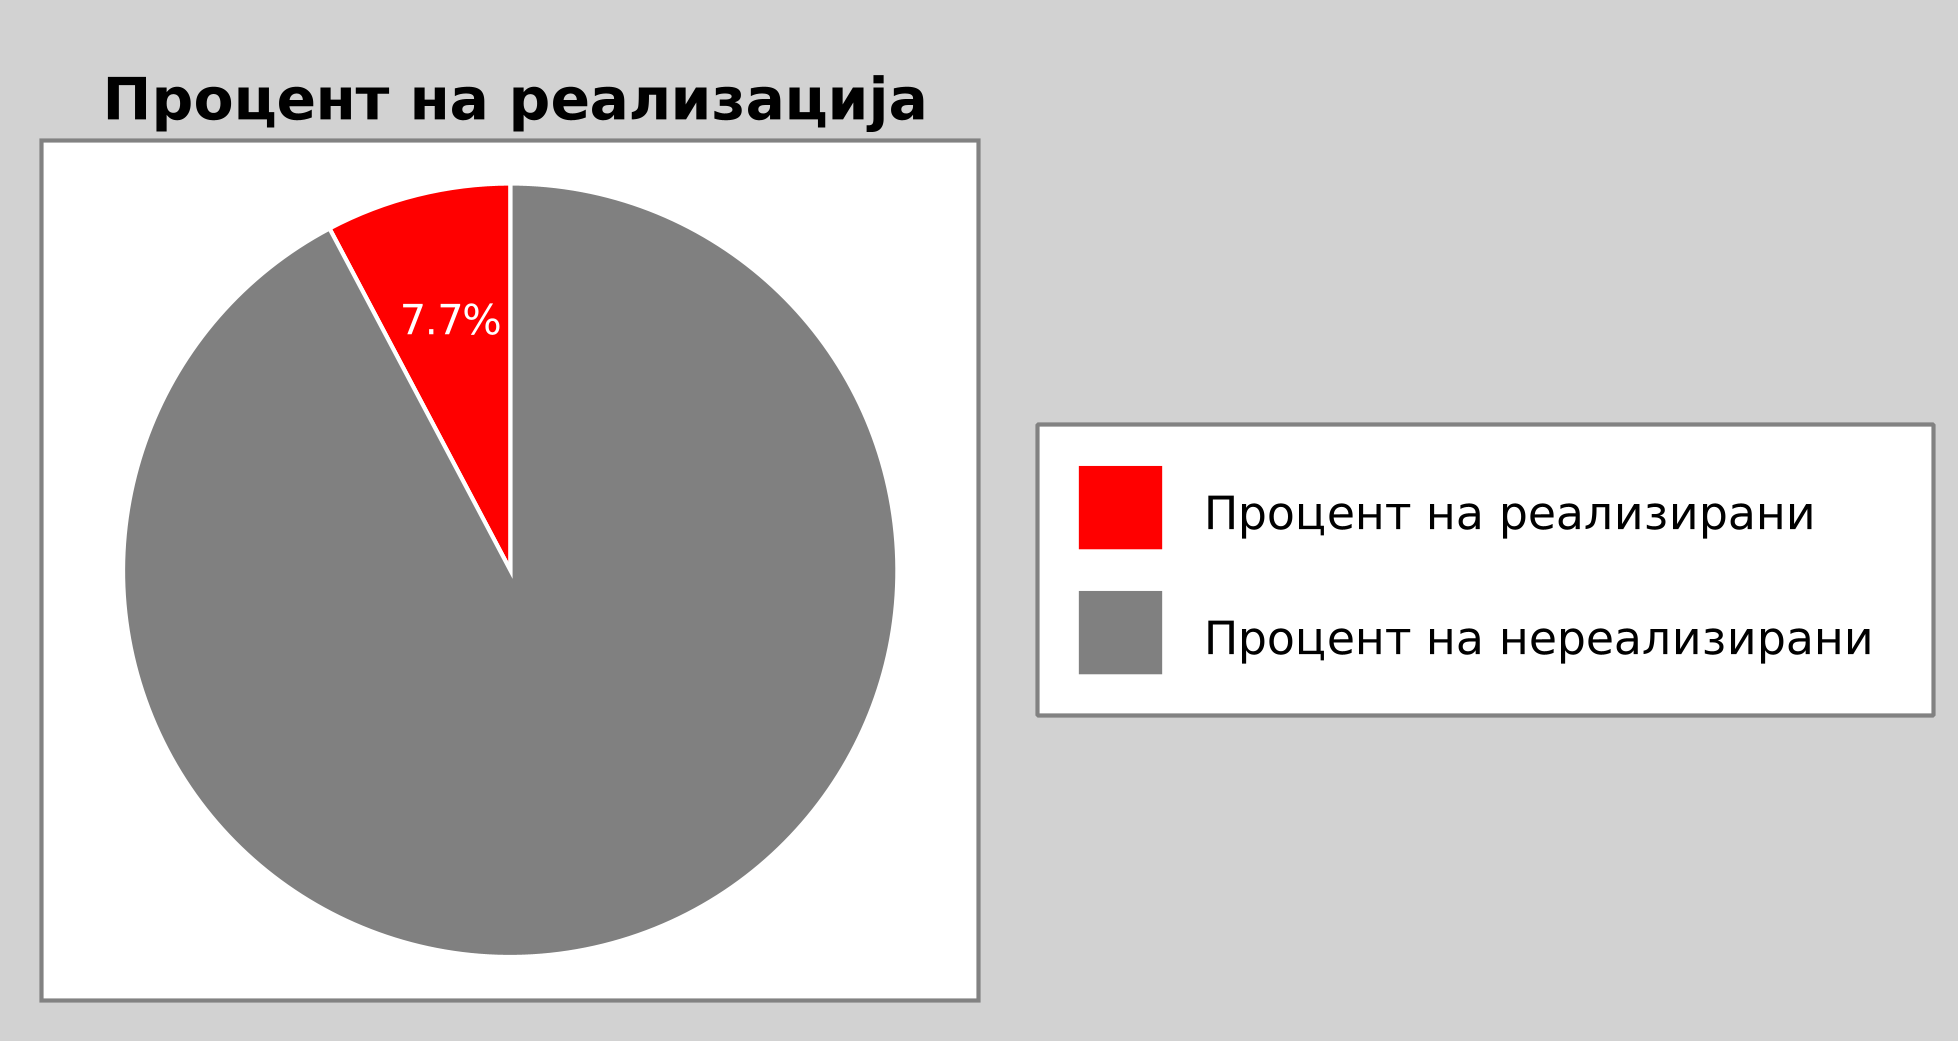 Процент на реализација
7.7%
Процент на реализирани
Процент на нереализирани